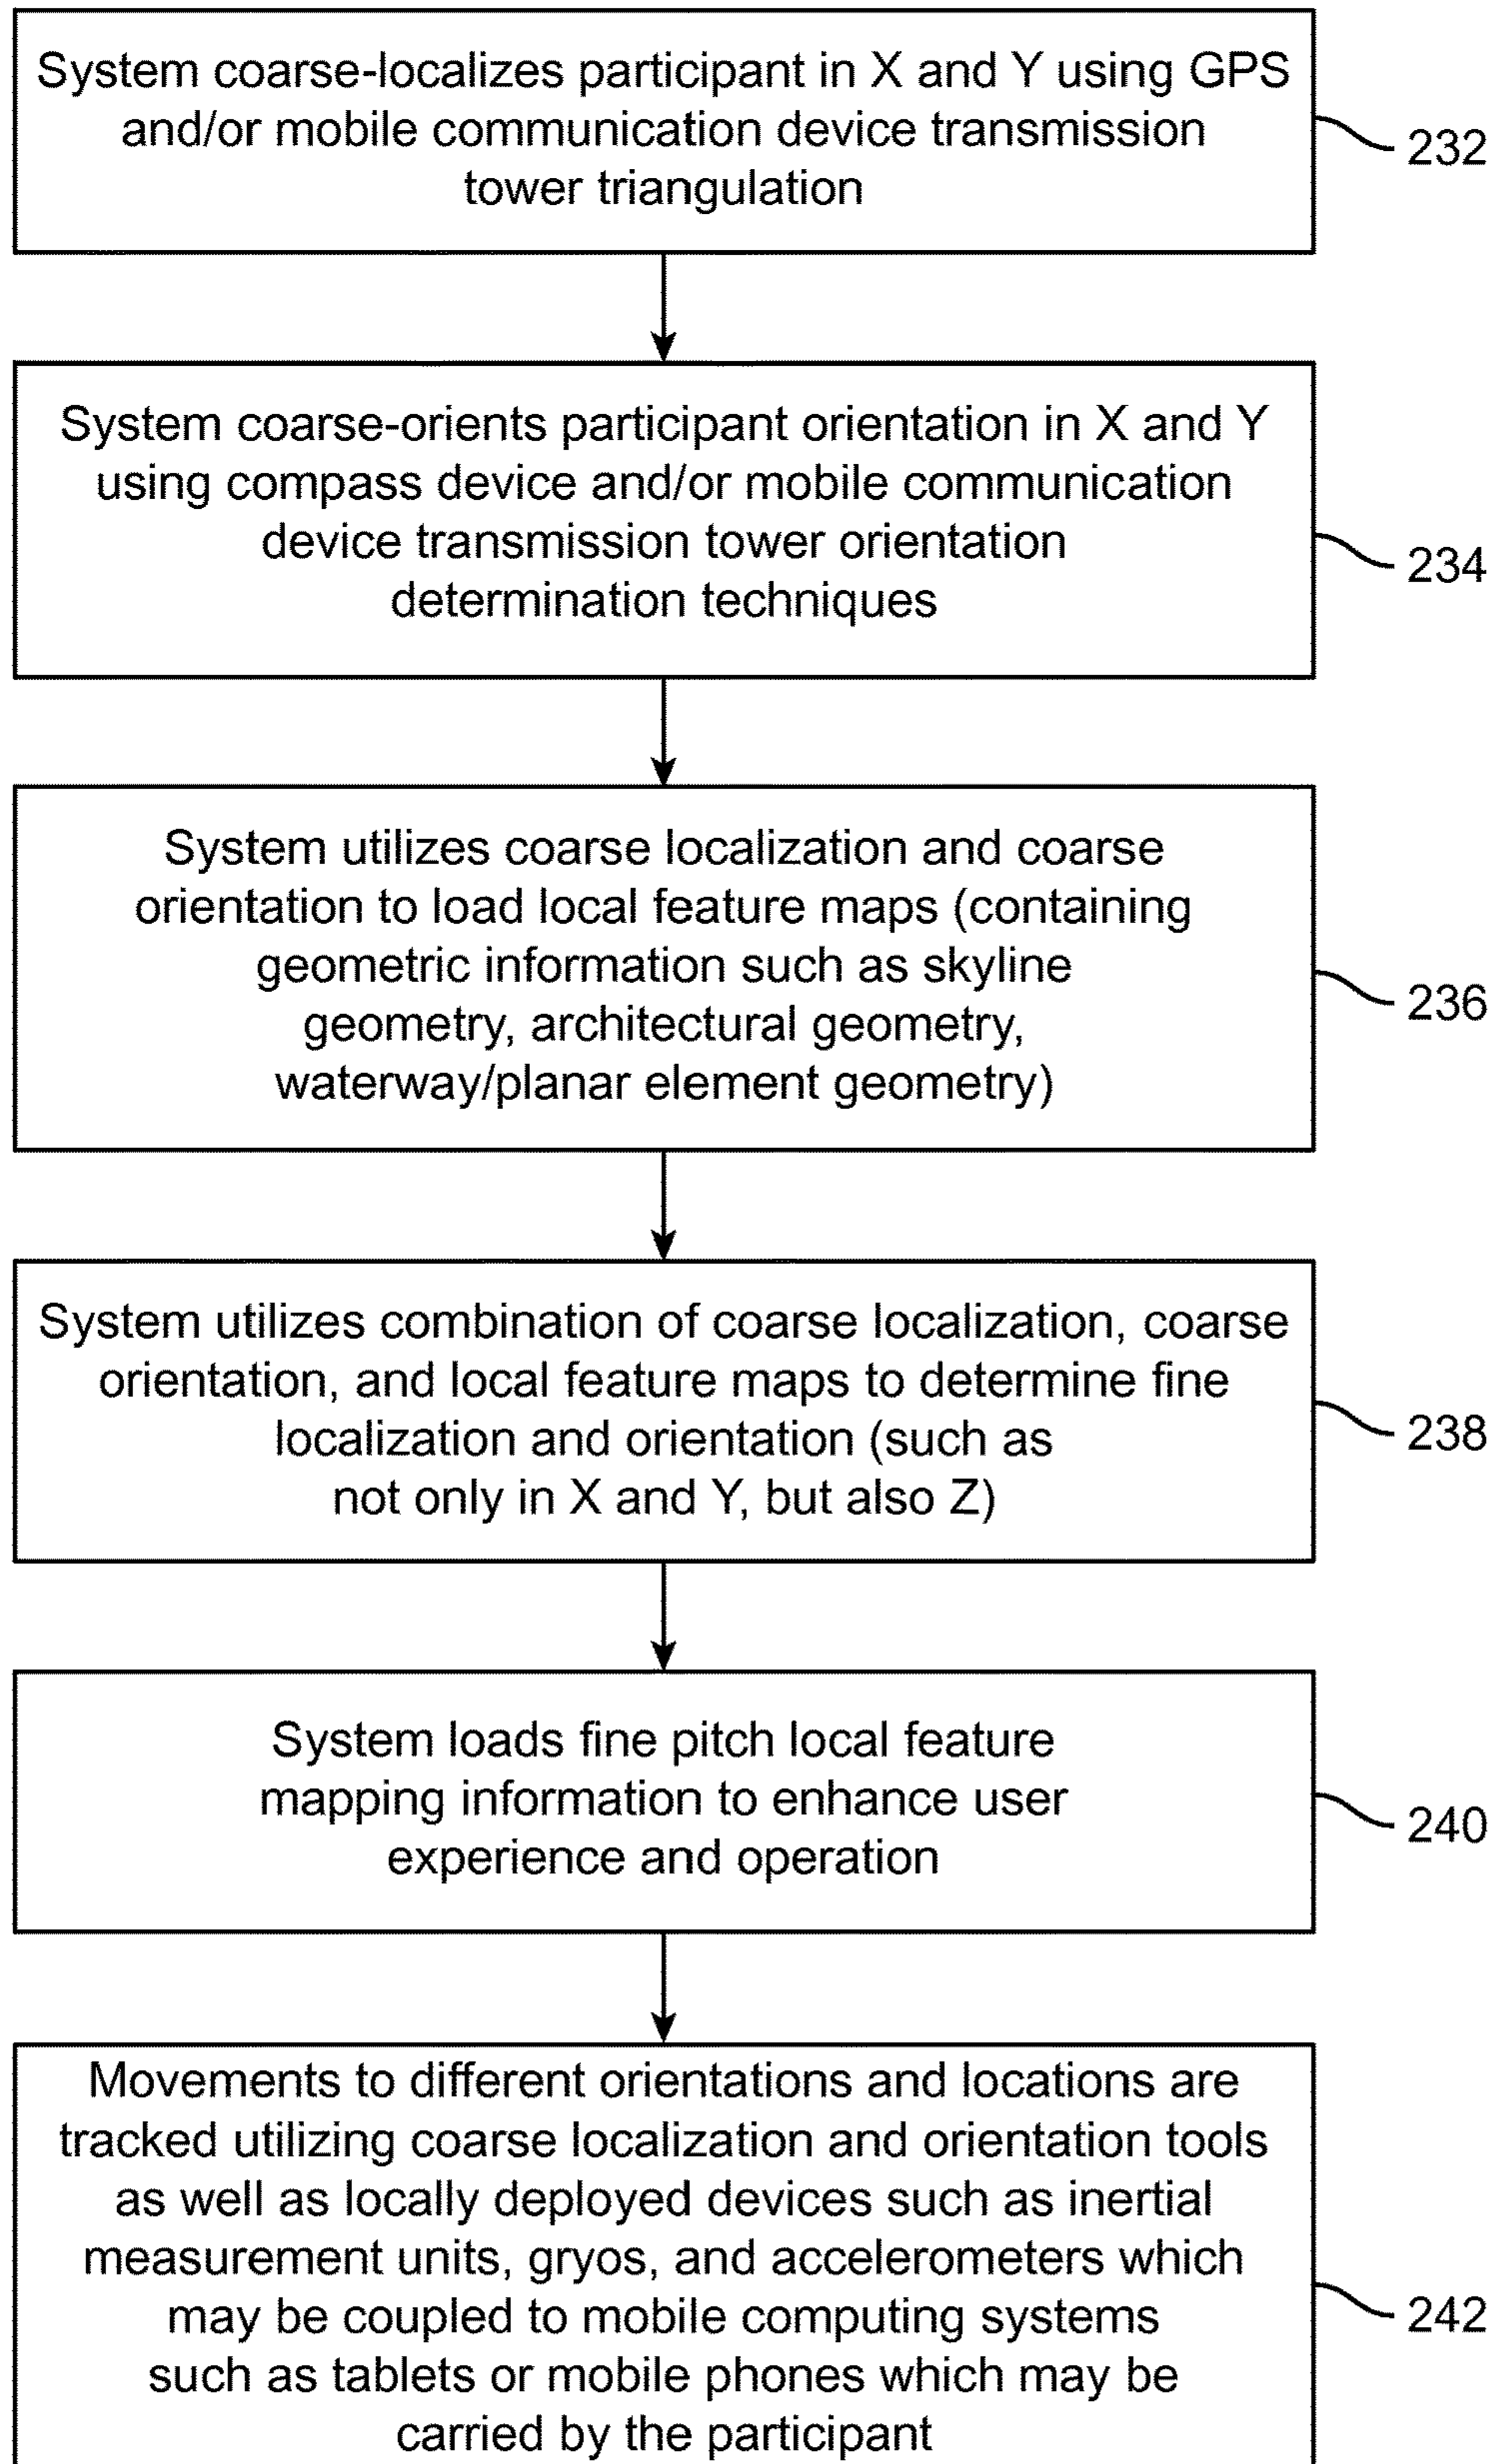 System coarse-localizes participant in X and Y using GPS
and/or mobile communication device transmission
tower triangulation
232
System coarse-orients participant orientation in X and Y
using compass device and/or mobile communication
device transmission tower orientation
determination techniques
234
System utilizes coarse localization and coarse
orientation to load local feature maps (containing
geometric information such as skyline
geometry, architectural geometry,
waterway/planar element geometry)
236
System utilizes combination of coarse localization, coarse
orientation, and local feature maps to determine fine
localization and orientation (such as
not only in X and Y, but also Z)
238
System loads fine pitch local feature
mapping information to enhance user
experience and operation
240
Movements to different orientations and locations are
tracked utilizing coarse localization and orientation tools
as well as locally deployed devices such as inertial
measurement units, gryos, and accelerometers which
may be coupled to mobile computing systems
such as tablets or mobile phones which may be
carried by the participant
242